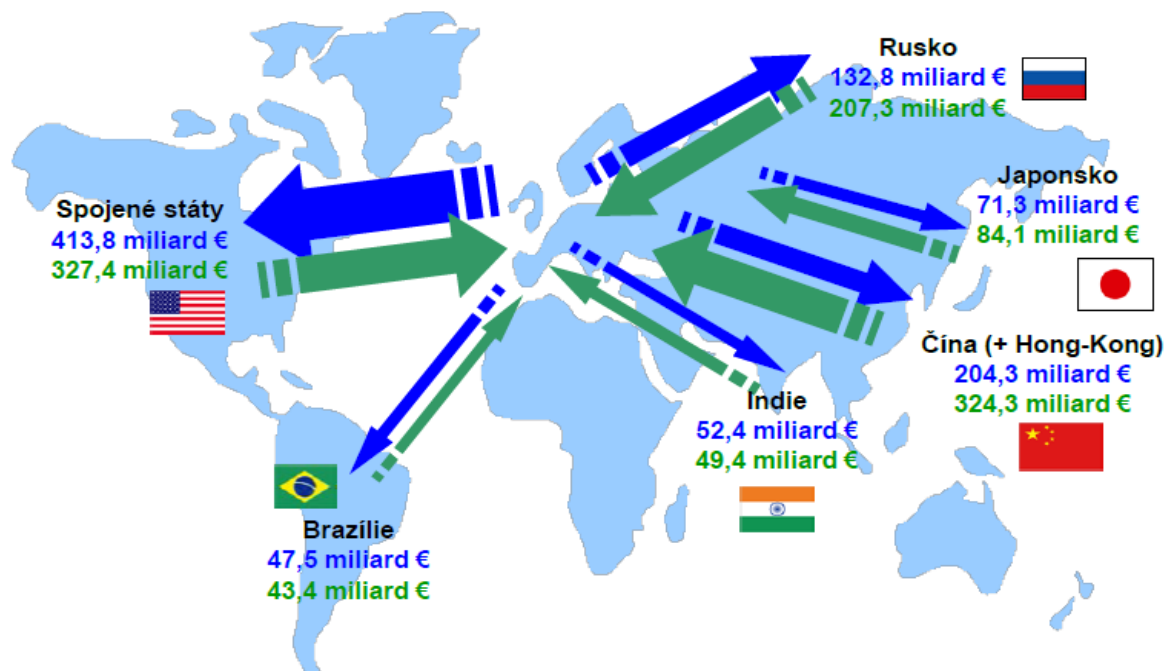 Rusko
132,8 miliard €
207,3 miliard €
Japonsko
71,3 miliard €
84,1 miliard €
Spojené státy
413,8 miliard €
327,4 miliard €
Čína (+ Hong-Kong)
204,3 miliard €
324,3 miliard €
Indie
52,4 miliard €
49,4 miliard €
Brazílie
47,5 miliard €
43,4 miliard €